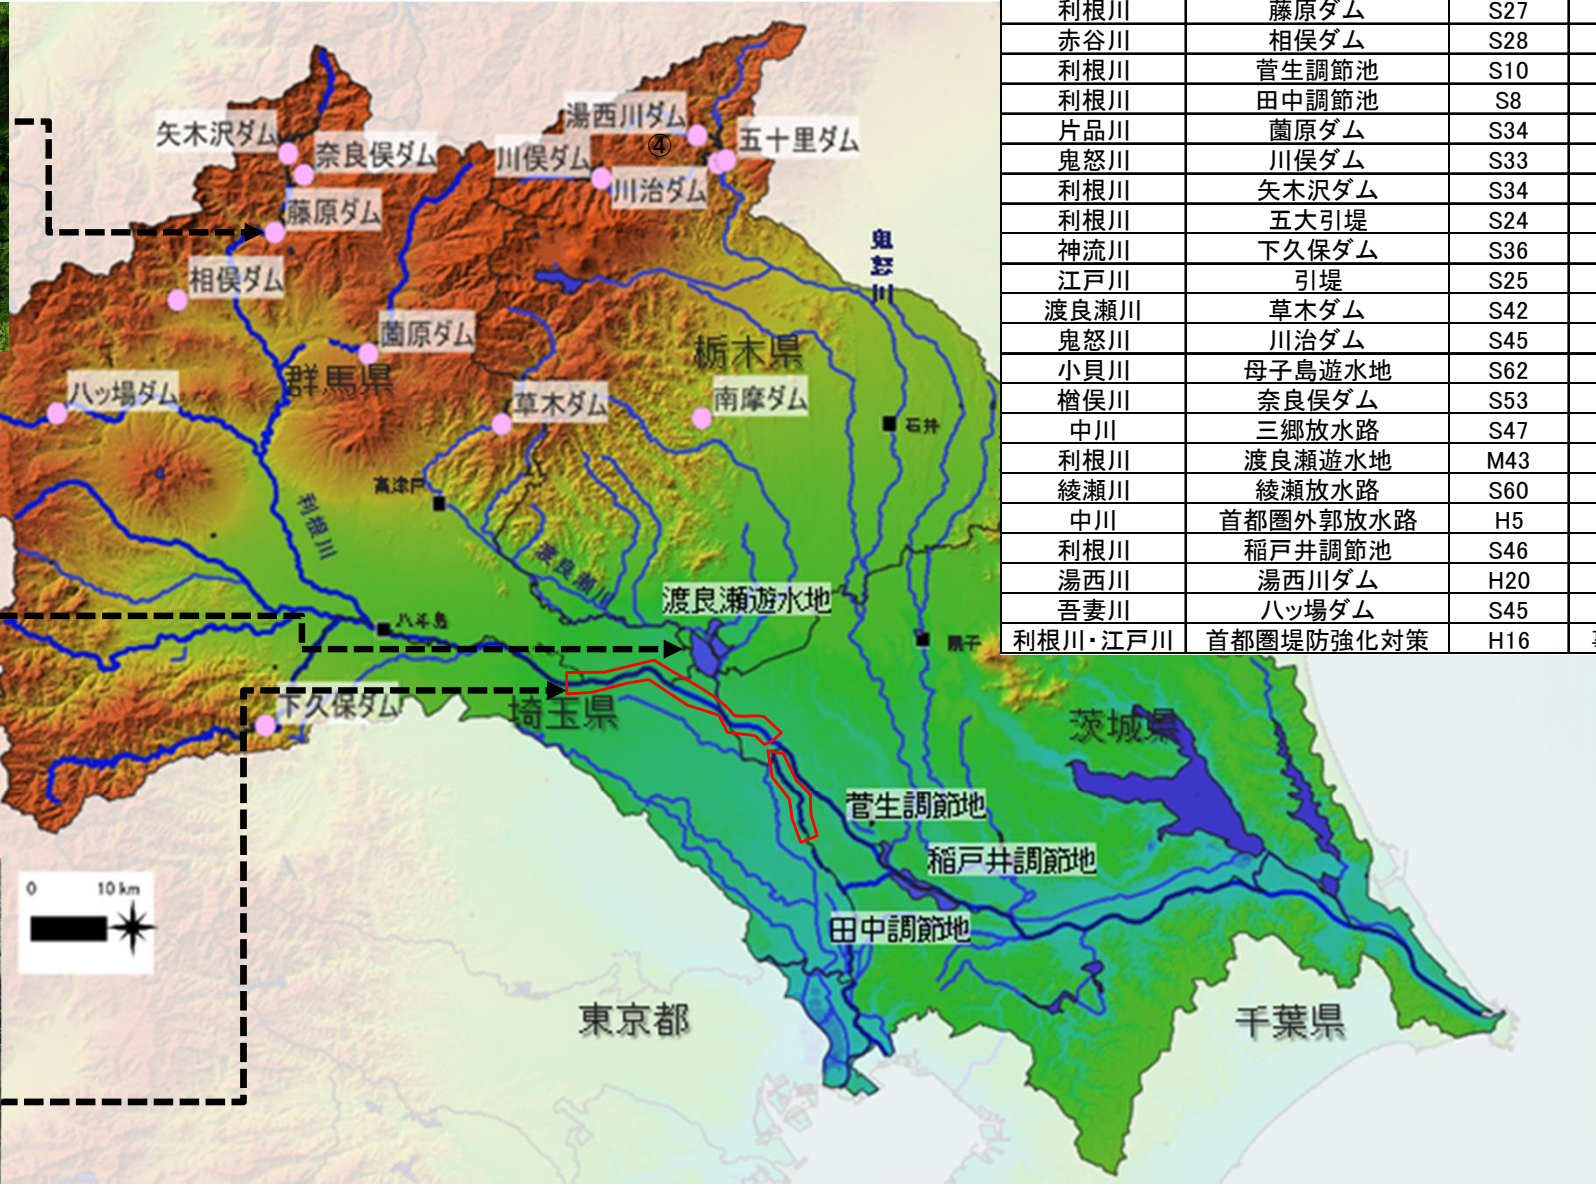 利根川 藤原ダム S27
赤谷川 相俣ダム S28
利根川 菅生調節池 S10
利根川 田中調節池 S8
片品川 薗原ダム S34
鬼怒川 川俣ダム S33
利根川 矢木沢ダム S34
利根川 五大引堤 S24
神流川 下久保ダム S36
江戸川 引堤 S25
渡良瀬川 草木ダム S42
鬼怒川 川治ダム S45
小貝川 母子島遊水地 S62
楢俣川 奈良俣ダム S53
中川 三郷放水路 S47
利根川 渡良瀬遊水地 M43
綾瀬川 綾瀬放水路 S60
中川 首都圏外郭放水路 H5
利根川 稲戸井調節池 S46
湯西川 湯西川ダム H20
吾妻川 八ッ場ダム S45
利根川・江戸川 首都圏堤防強化対策 H16
湯西川ダム
④
矢木沢ダム
奈良俣ダム
五十里ダム
川俣ダム
川治ダム
藤原ダム
鬼怒川
相俣ダム
薗原ダム
栃木県
群馬県
八ッ場ダム
草木ダム
南摩ダム
石井
高津戸
利根川
渡良瀬川
渡良瀬遊水地
八斗島
下久保ダム
埼玉県
茨城県
菅生調節地
稲戸井調節地
田中調節地
0 10 km
東京都
千葉県